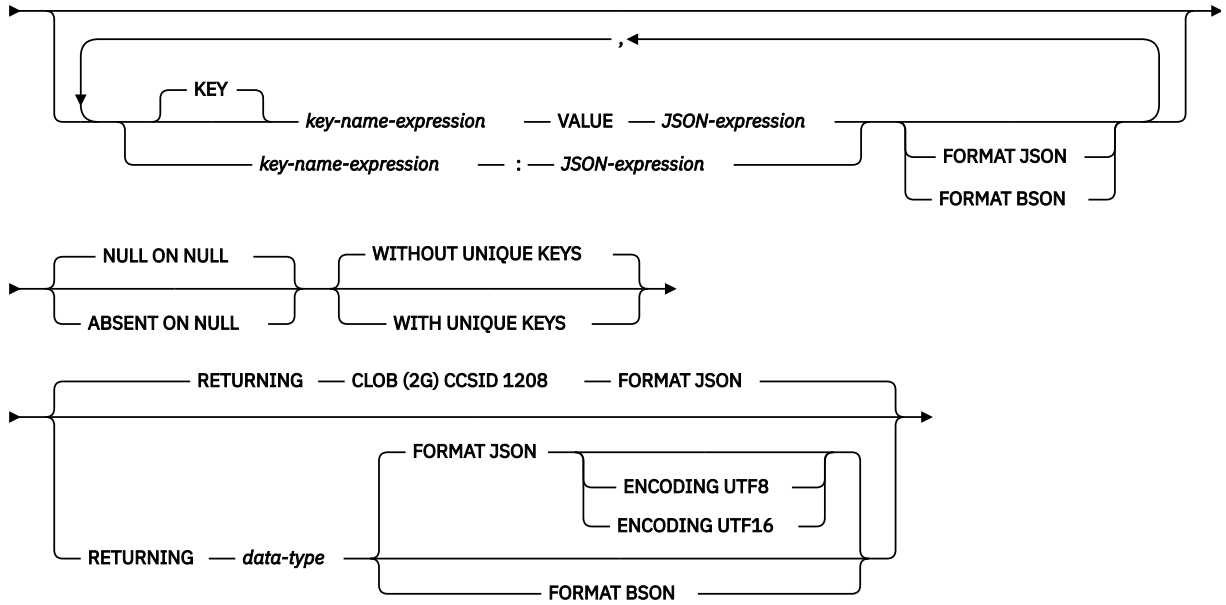 ,
KEY
key-name-expression VALUE JSON-expression
key-name-expression : JSON-expression
FORMAT JSON
FORMAT BSON
NULL ON NULL WITHOUT UNIQUE KEYS
ABSENT ON NULL WITH UNIQUE KEYS
RETURNING CLOB (2G) CCSID 1208 FORMAT JSON
FORMAT JSON
ENCODING UTF8
ENCODING UTF16
RETURNING data-type
FORMAT BSON